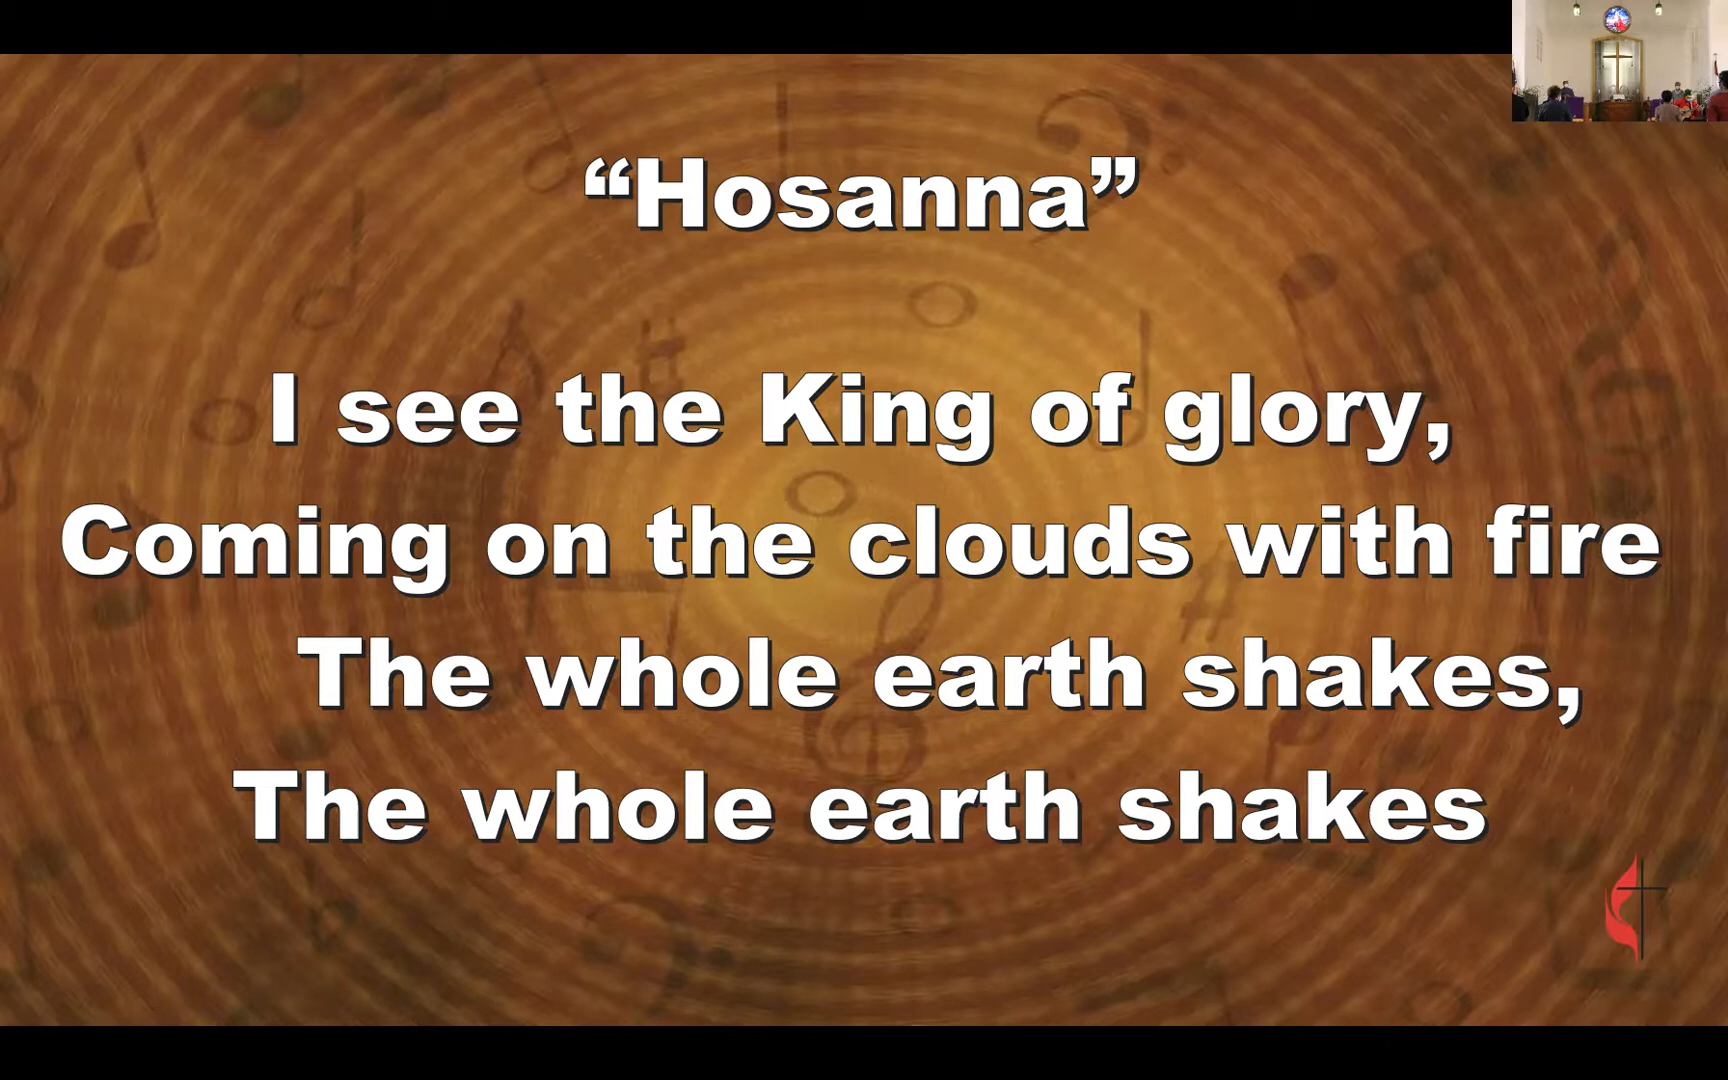 “Hosanna”
I see the King of glory,
Coming on the clouds with fire
The whole earth shakes,
The whole earth shakes